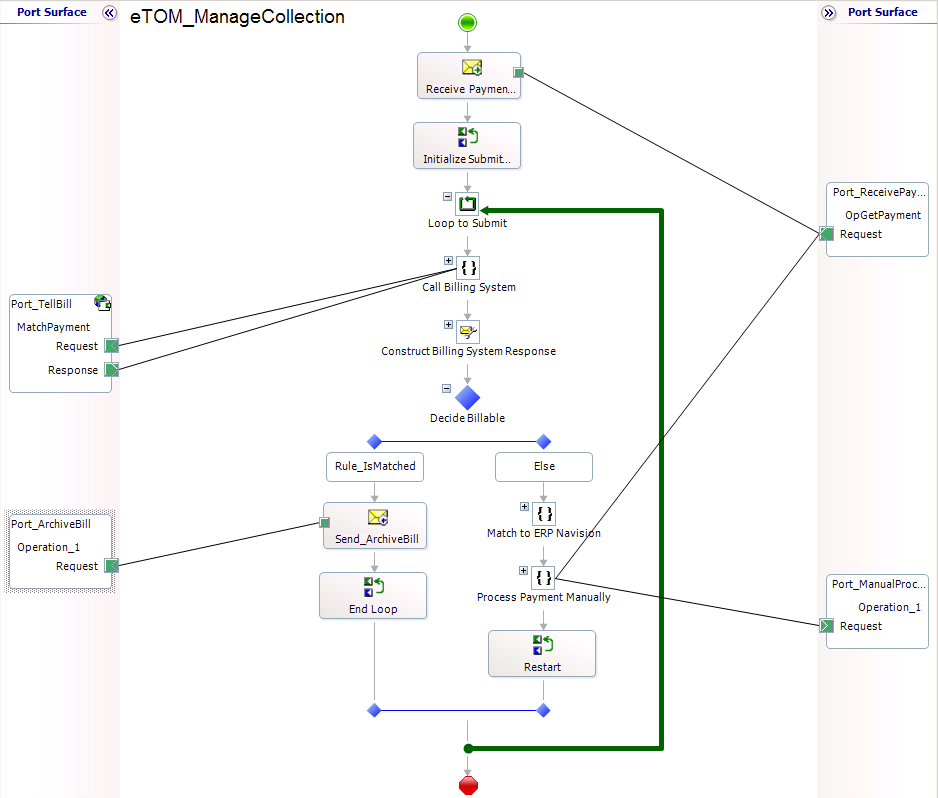 Port Surface
eTOM_ManageCollection
Port Surface
Receive Paymen...
Initialize Submit...
Loop to Submit
Call Billing System
Construct Billing System Response
Decide Billable
Rule_IsMatched
Else
Send_ArchiveBill
Match to ERP Navision
End Loop
Process Payment Manually
Restart
Port_TellBill
MatchPayment
Request
Response
Port_ArchiveBill
Operation_1
Request
Port_ReceivePay...
OpGetPayment
Request
Port_ManualProc...
Operation_1
Request